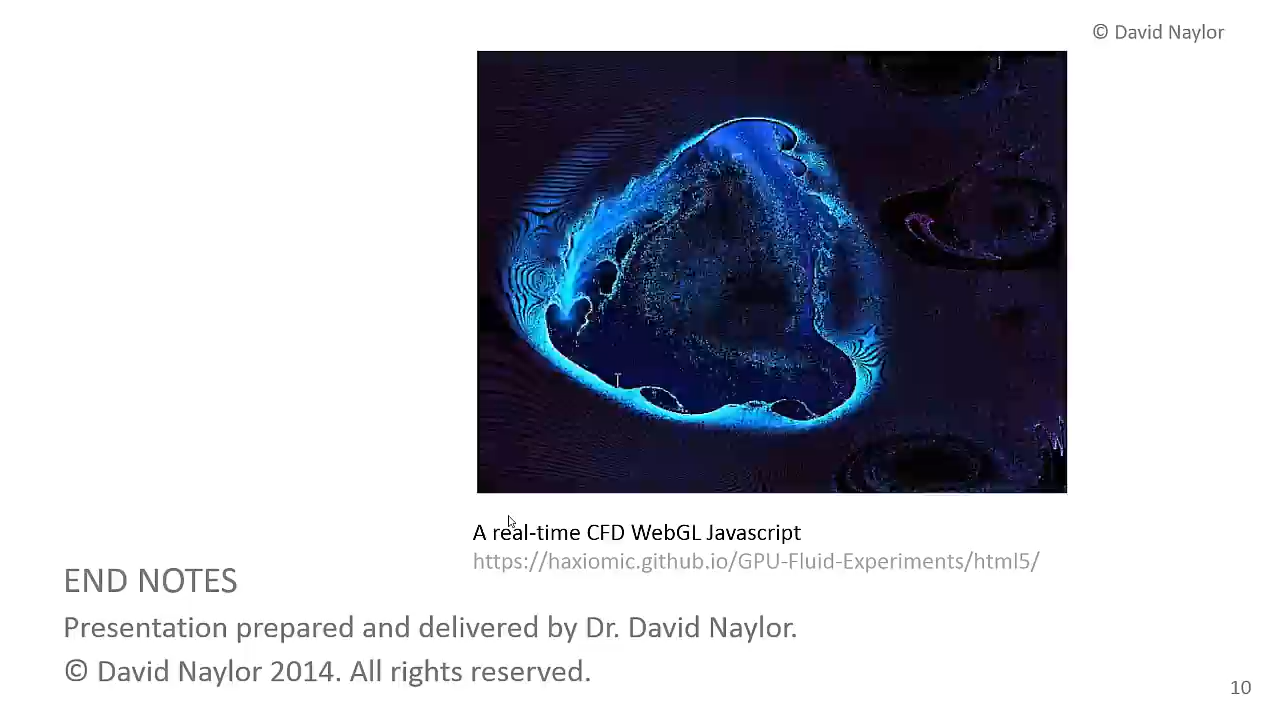 © David Naylor
A real-time CFD WebGL Javascript
https://haxiomic.github.io/GPU-Fluid-Experiments/html5/
END NOTES
Presentation prepared and delivered by Dr. David Naylor.
© David Naylor 2014. All rights reserved.
10